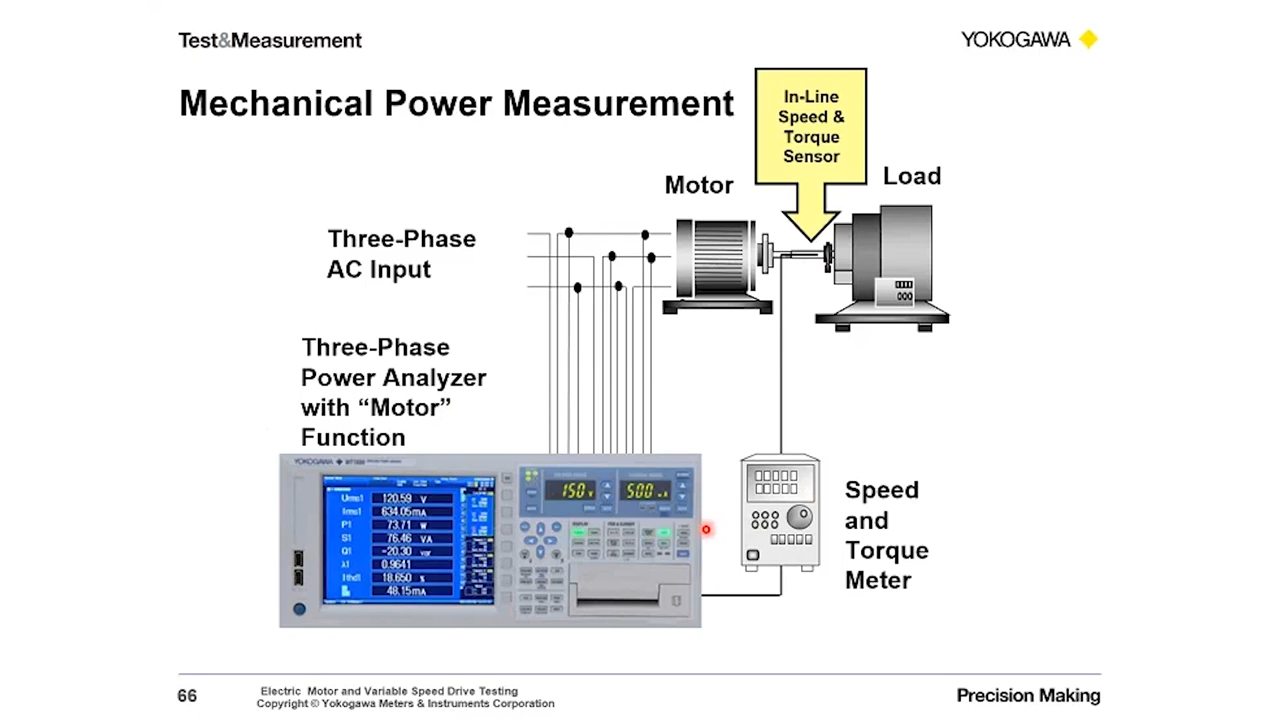 Test&Measurement
YOKOGAWA
Mechanical Power Measurement
In-Line
Speed &
Torque
Sensor
Motor
Load
Three-Phase
AC Input
Three-Phase
Power Analyzer
with “Motor”
Function
YOKOGAWA
Urms1 120.59 V
Irms1 634.05mA
P1 73.71 W
S1 76.46 VA
Q1 -20.30 var
λ1 0.9641
Ithd1 18.650 %
48.15mA
150 V
500 mA
Speed
and
Torque
Meter
66
Electric Motor and Variable Speed Drive Testing
Copyright © Yokogawa Meters & Instruments Corporation
Precision Making